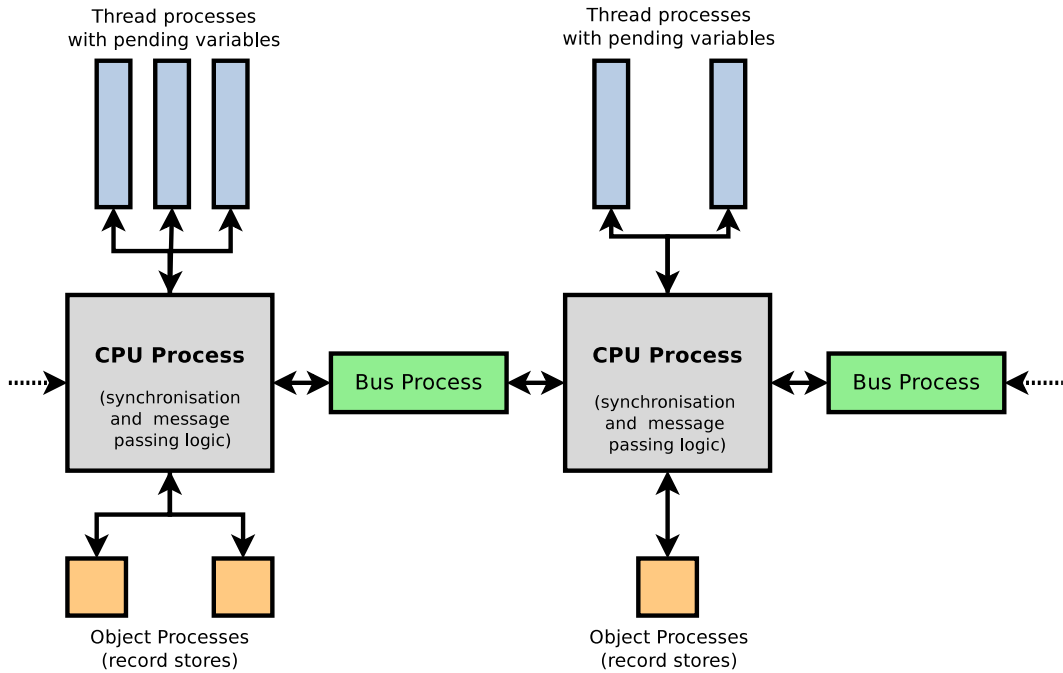 Thread processes
with pending variables
Thread processes
with pending variables
CPU Process
(synchronisation
and message
passing logic)
Bus Process
CPU Process
(synchronisation
and message
passing logic)
Bus Process
Object Processes
(record stores)
Object Processes
(record stores)